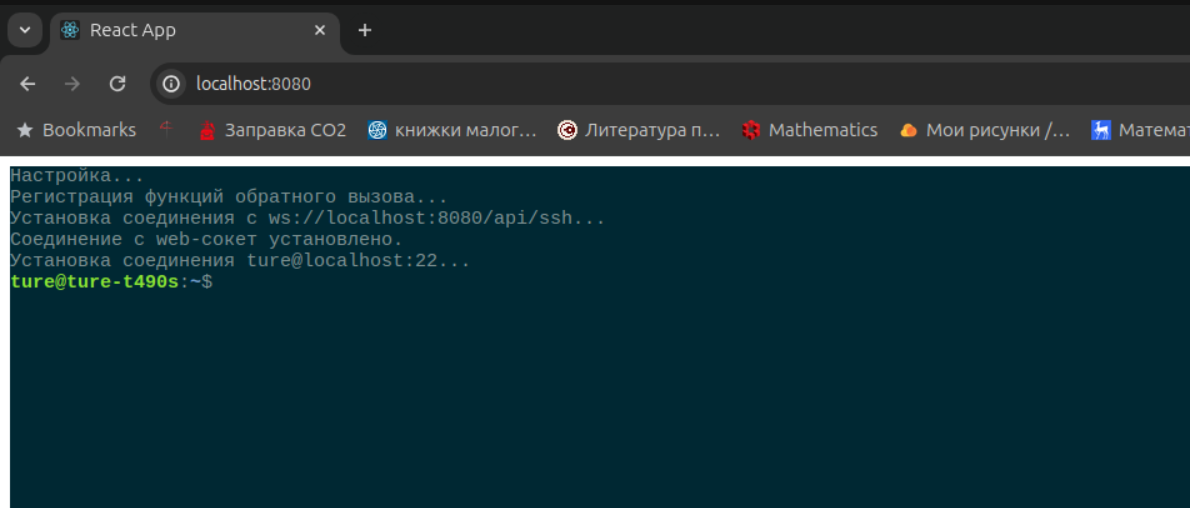 React App
localhost:8080
Bookmarks Заправка CO2 книжки малог... Литература п... Mathematics Мои рисунки /... Математ
Настройка...
Регистрация функций обратного вызова...
Установка соединения с ws://localhost:8080/api/ssh...
Соединение с web-сокет установлено.
Установка соединения ture@localhost:22...
ture@ture-t490s:~$